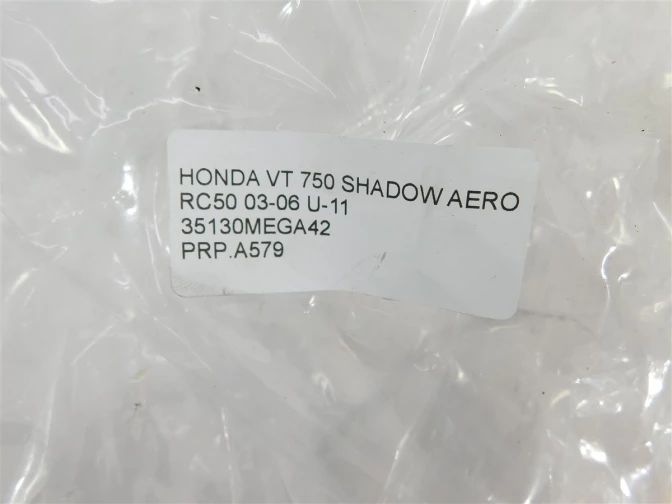 HONDA VT 750 SHADOW AERO
RC50 03-06 U-11
35130MEGA42
PRP.A579